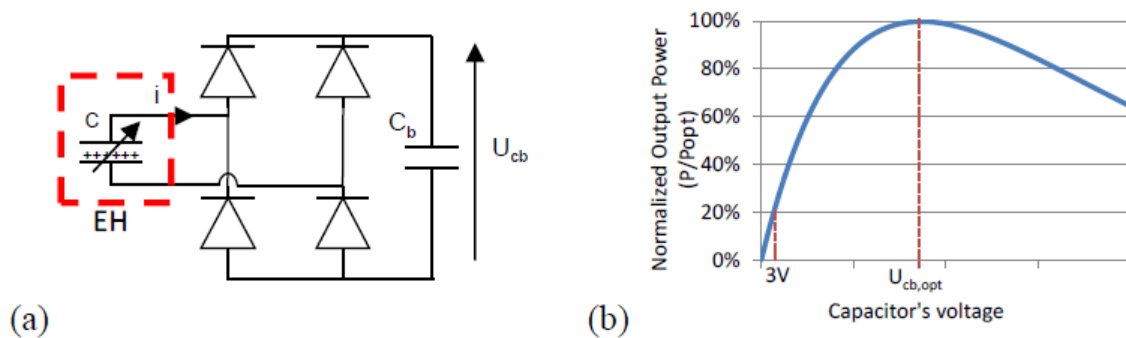 i
C
++++++
EH
C_b
U_cb
(a)
Normalized Output Power
(P/Popt)
100%
80%
60%
40%
20%
0%
3V
U_cb,opt
Capacitor's voltage
(b)